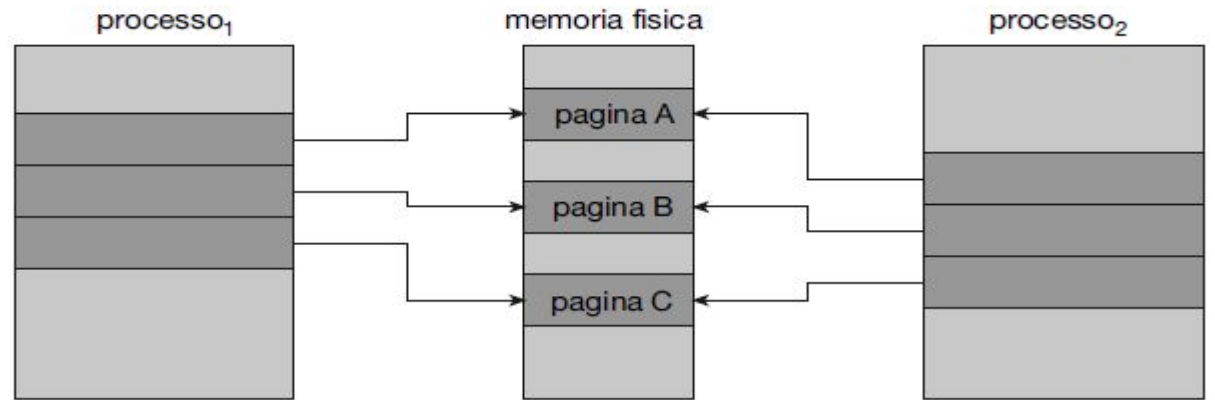 processo₁
memoria fisica
processo₂
pagina A
pagina B
pagina C